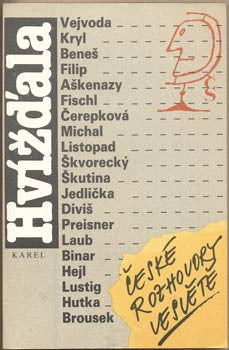 Vejvoda
Kryl
Beneš
Filip
Aškenazy
Fischl
Čerepková
Michal
Listopad
Škvorecký
Škutina
Jedlička
Diviš
Preisner
Laub
Binar
Hejl
Lustig
Hutka
Brousek
KAREL
Hvížďala
ČESKÉ
ROZHOVORY
VE SVĚTĚ
Š